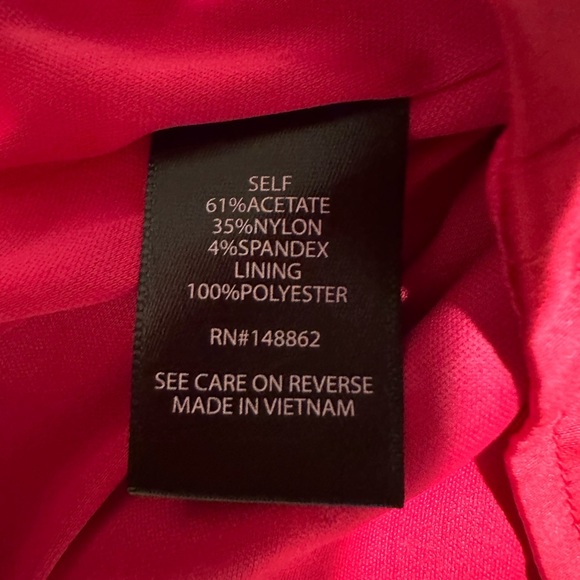 SELF
61%ACETATE
35%NYLON
4%SPANDEX
LINING
100%POLYESTER
RN#148862
SEE CARE ON REVERSE
MADE IN VIETNAM